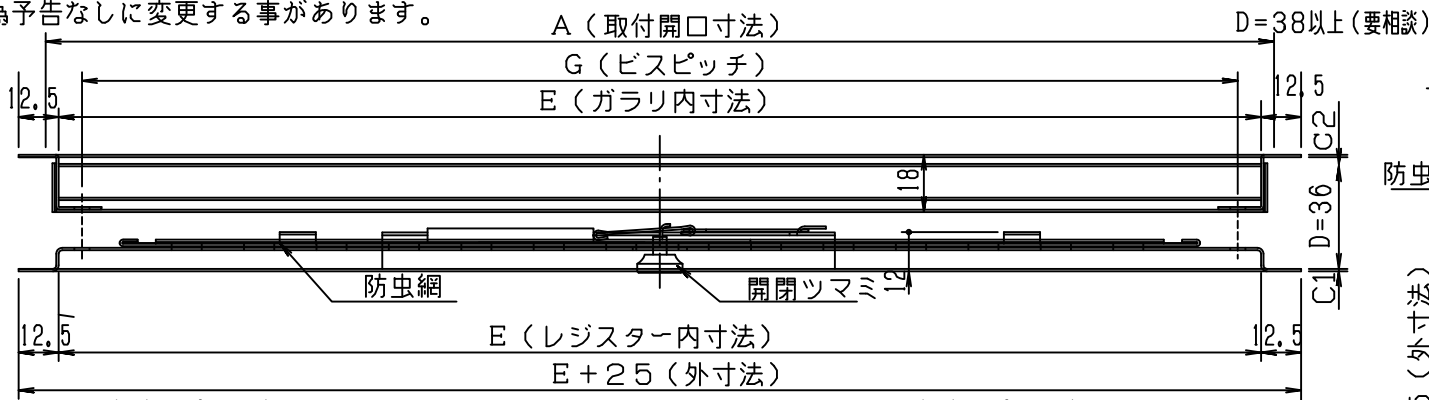 為予告なしに変更する事があります。
A(取付開口寸法)
D=38以上(要相談)
G(ビスピッチ)
12.5
E(ガラリ内寸法)
12.5
C2
18
防虫
D=36
12
防虫網
開閉ツマミ
C1
12.5
E(レジスター内寸法)
12.5
E+25(外寸法)
(外寸法)